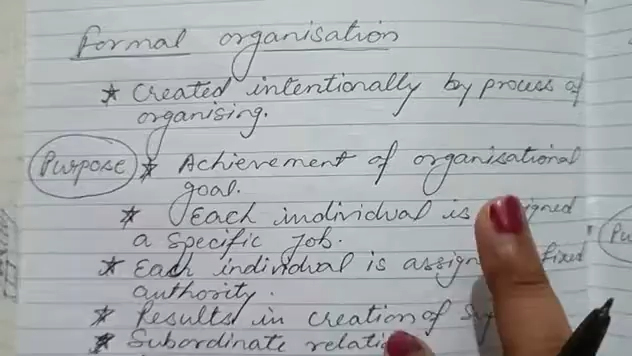 Formal organisation
* Created intentionally by process of
organising.
Purpose * Achievement of organisational
goal.
* Each individual is
a specific job.
* Each individual is fixed
authority.
* Results in creation of
* Subordinate